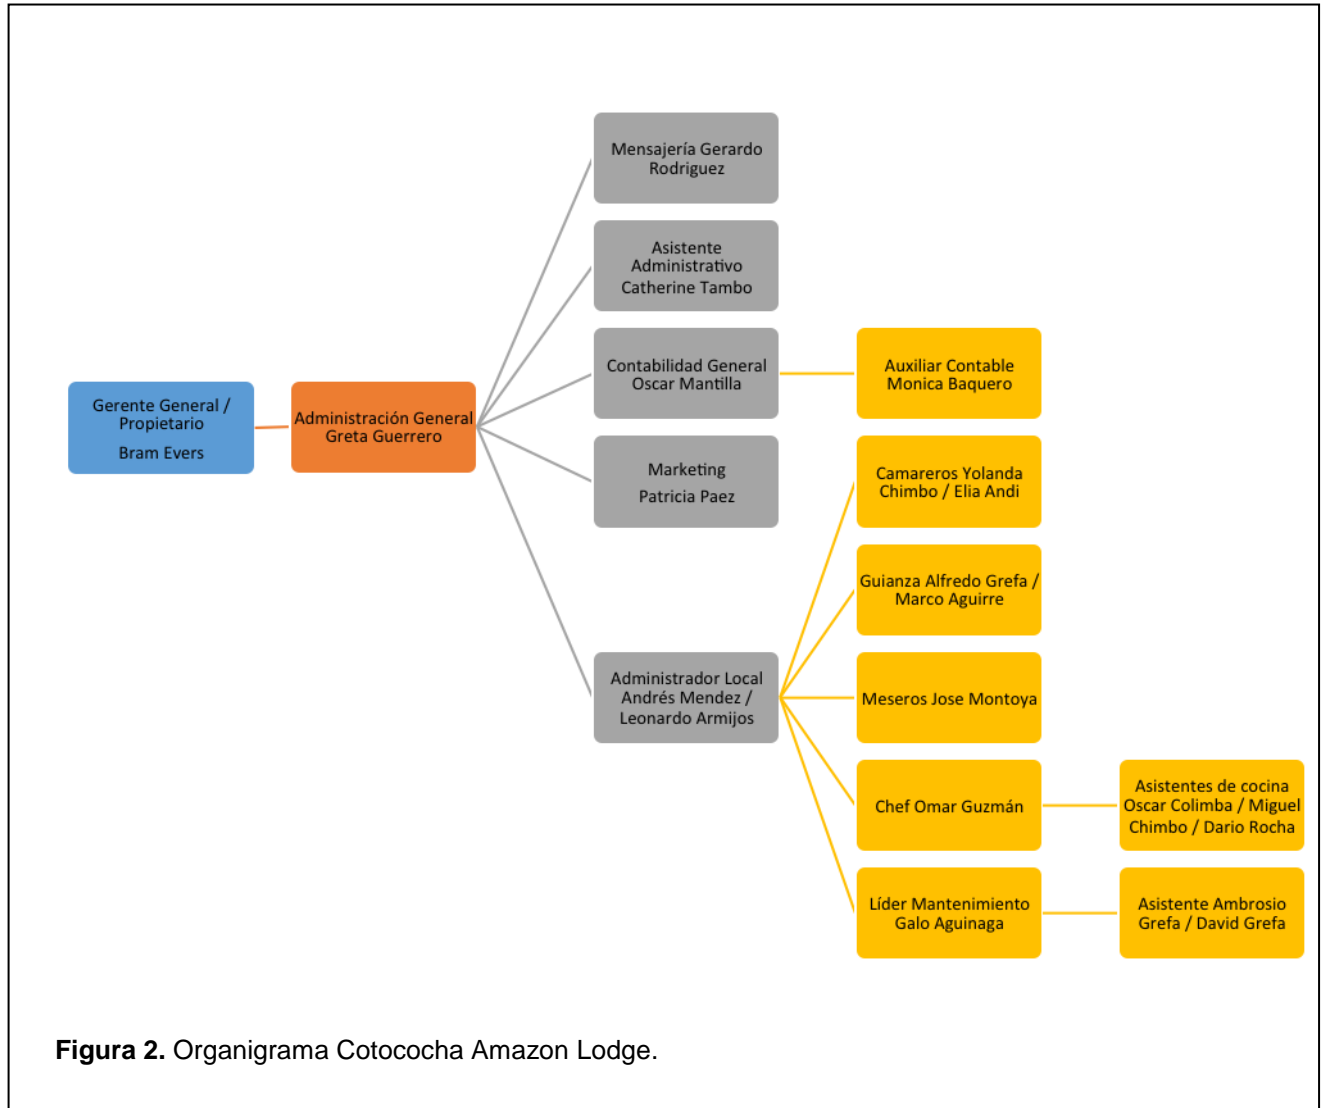 Mensajería Gerardo
Rodriguez
Asistente
Administrativo
Catherine Tambo
Contabilidad General
Oscar Mantilla
Auxiliar Contable
Monica Baquero
Gerente General /
Propietario
Bram Evers
Administración General
Greta Guerrero
Marketing
Patricia Paez
Camareros Yolanda
Chimbo / Elia Andi
Guianza Alfredo Grefa /
Marco Aguirre
Administrador Local
Andrés Mendez /
Leonardo Armijos
Meseros Jose Montoya
Chef Omar Guzmán
Asistentes de cocina
Oscar Colimba / Miguel
Chimbo / Dario Rocha
Líder Mantenimiento
Galo Aguinaga
Asistente Ambrosio
Grefa / David Grefa
Figura 2. Organigrama Cotococha Amazon Lodge.